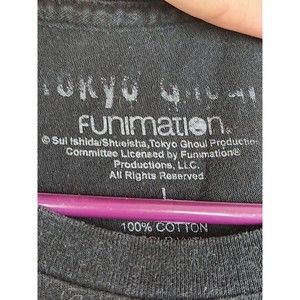 TOKYO GHOUL
funimation®
© Sui Ishida/Shueisha,Tokyo Ghoul Production
Committee Licensed by Funimation®
Productions, LLC.
All Rights Reserved.
L
100% COTTON